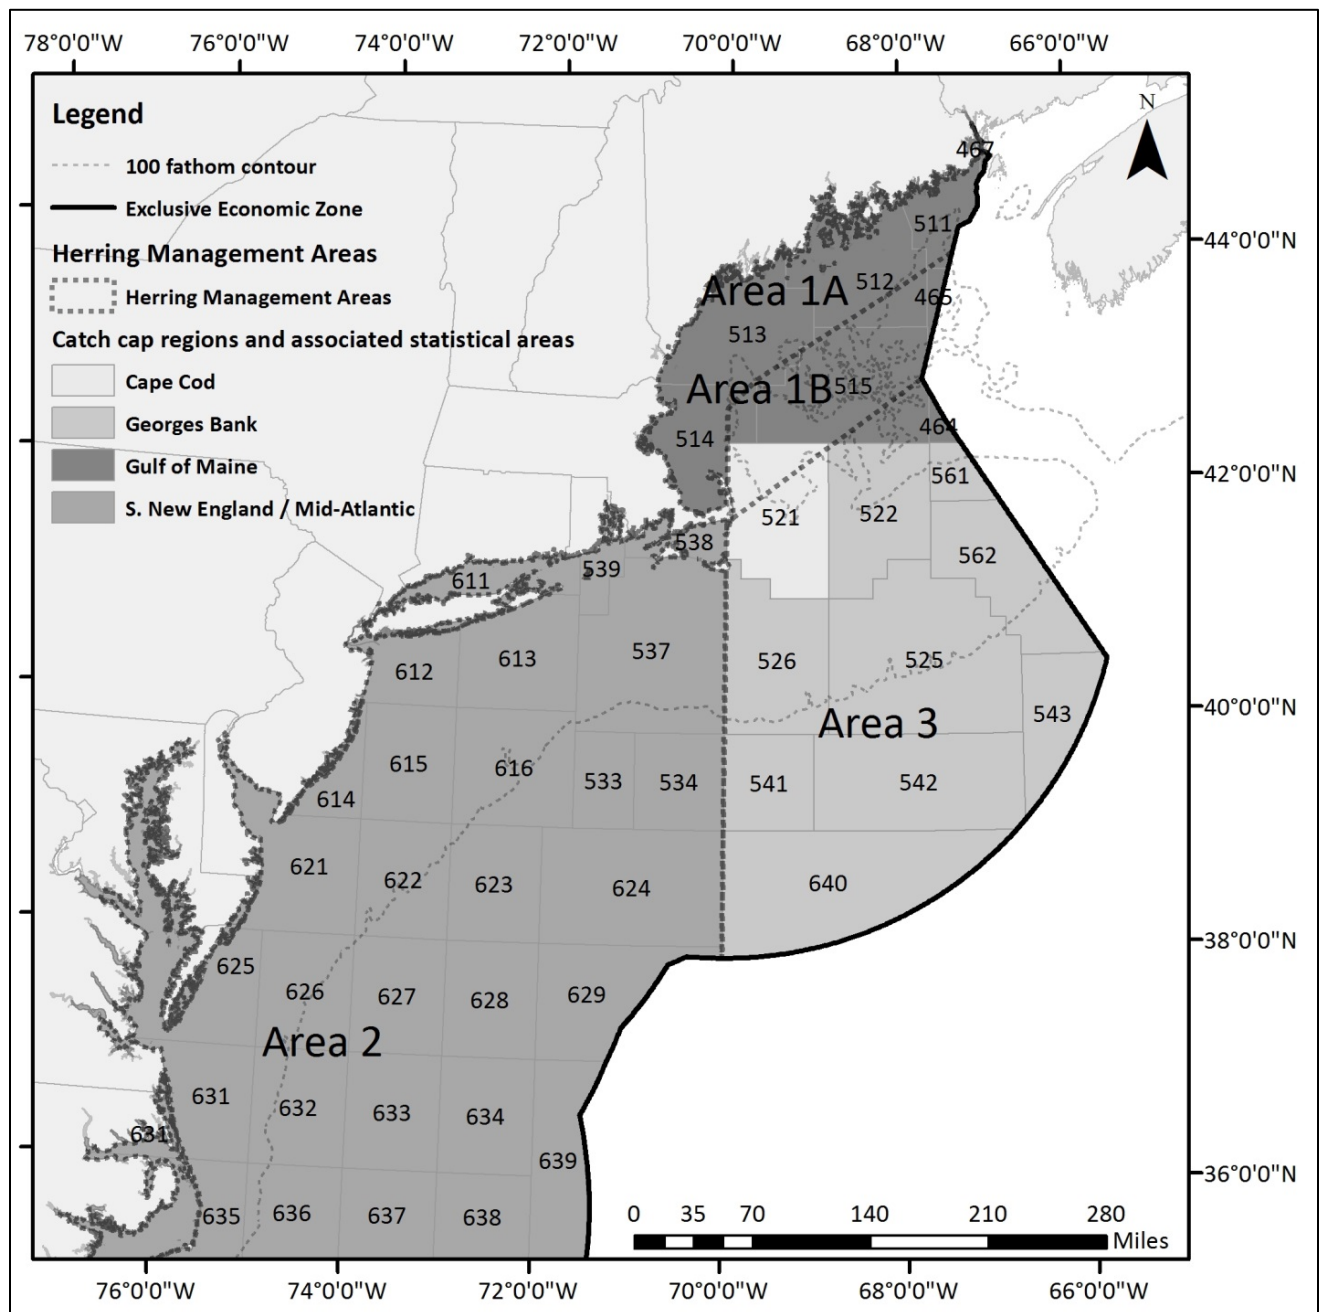 78°0'0"W 76°0'0"W 74°0'0"W 72°0'0"W 70°0'0"W 68°0'0"W 66°0'0"W
Legend
100 fathom contour
Exclusive Economic Zone
Herring Management Areas
Herring Management Areas
Catch cap regions and associated statistical areas
Cape Cod
Georges Bank
Gulf of Maine
S. New England / Mid-Atlantic
N
467
511
44°0'0"N
512
Area 1A
465
513
Area 1B
515
464
514
42°0'0"N
561
521
522
538
562
539
611
537
613
526
525
612
543
40°0'0"N
Area 3
615
616
533
534
541
542
614
621
622
623
624
640
38°0'0"N
625
626
627
628
629
Area 2
631
632
633
634
631
639
36°0'0"N
635
636
637
638
0 35 70 140 210 280
Miles
76°0'0"W 74°0'0"W 72°0'0"W 70°0'0"W 68°0'0"W 66°0'0"W